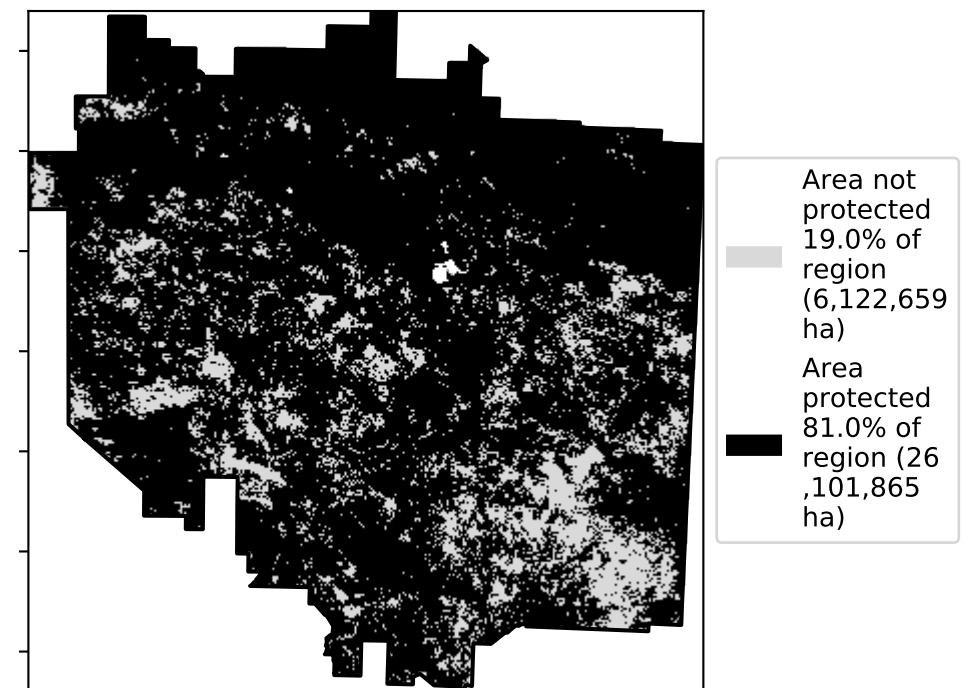 Area not
protected
19.0% of
region
(6,122,659
ha)
Area
protected
81.0% of
region (26
,101,865
ha)